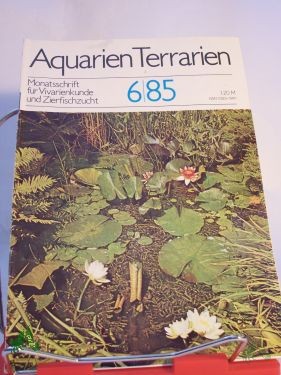 Aquarien Terrarien
Monatsschrift
für Vivarienkunde
und Zierfischzucht
6|85
1,20 M